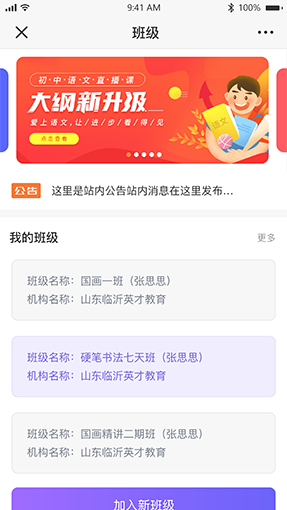 9:41 AM
100%
班级
初·中·语·文·直·播·课
大纲新升级
爱·上·语·文，让·进·步·看·得·见
点击查看
语文
公告
这里是站内公告站内消息在这里发布…
我的班级
更多
班级名称：国画一班（张思思）
机构名称：山东临沂英才教育
班级名称：硬笔书法七天班（张思思）
机构名称：山东临沂英才教育
班级名称：国画精讲二期班（张思思）
机构名称：山东临沂英才教育
加入新班级